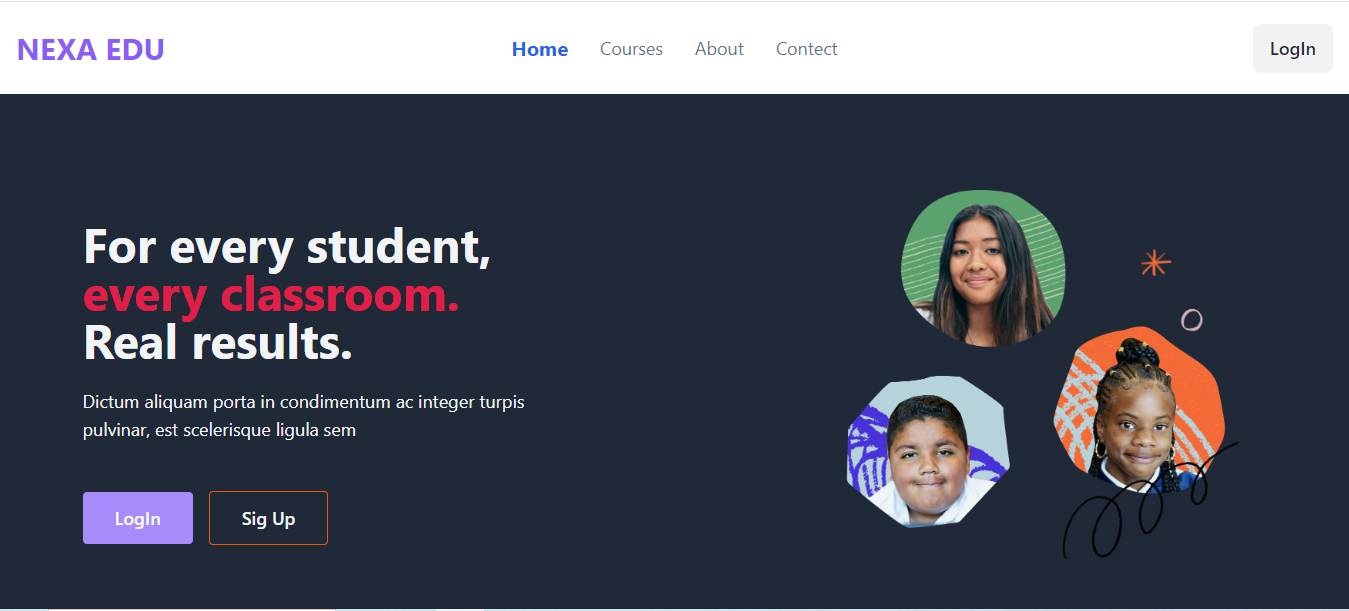 NEXA EDU
Home
Courses
About
Contact
LogIn
For every student,
every classroom.
Real results.
Dictum aliquam porta in condimentum ac integer turpis
pulvinar, est scelerisque ligula sem
LogIn
Sig Up